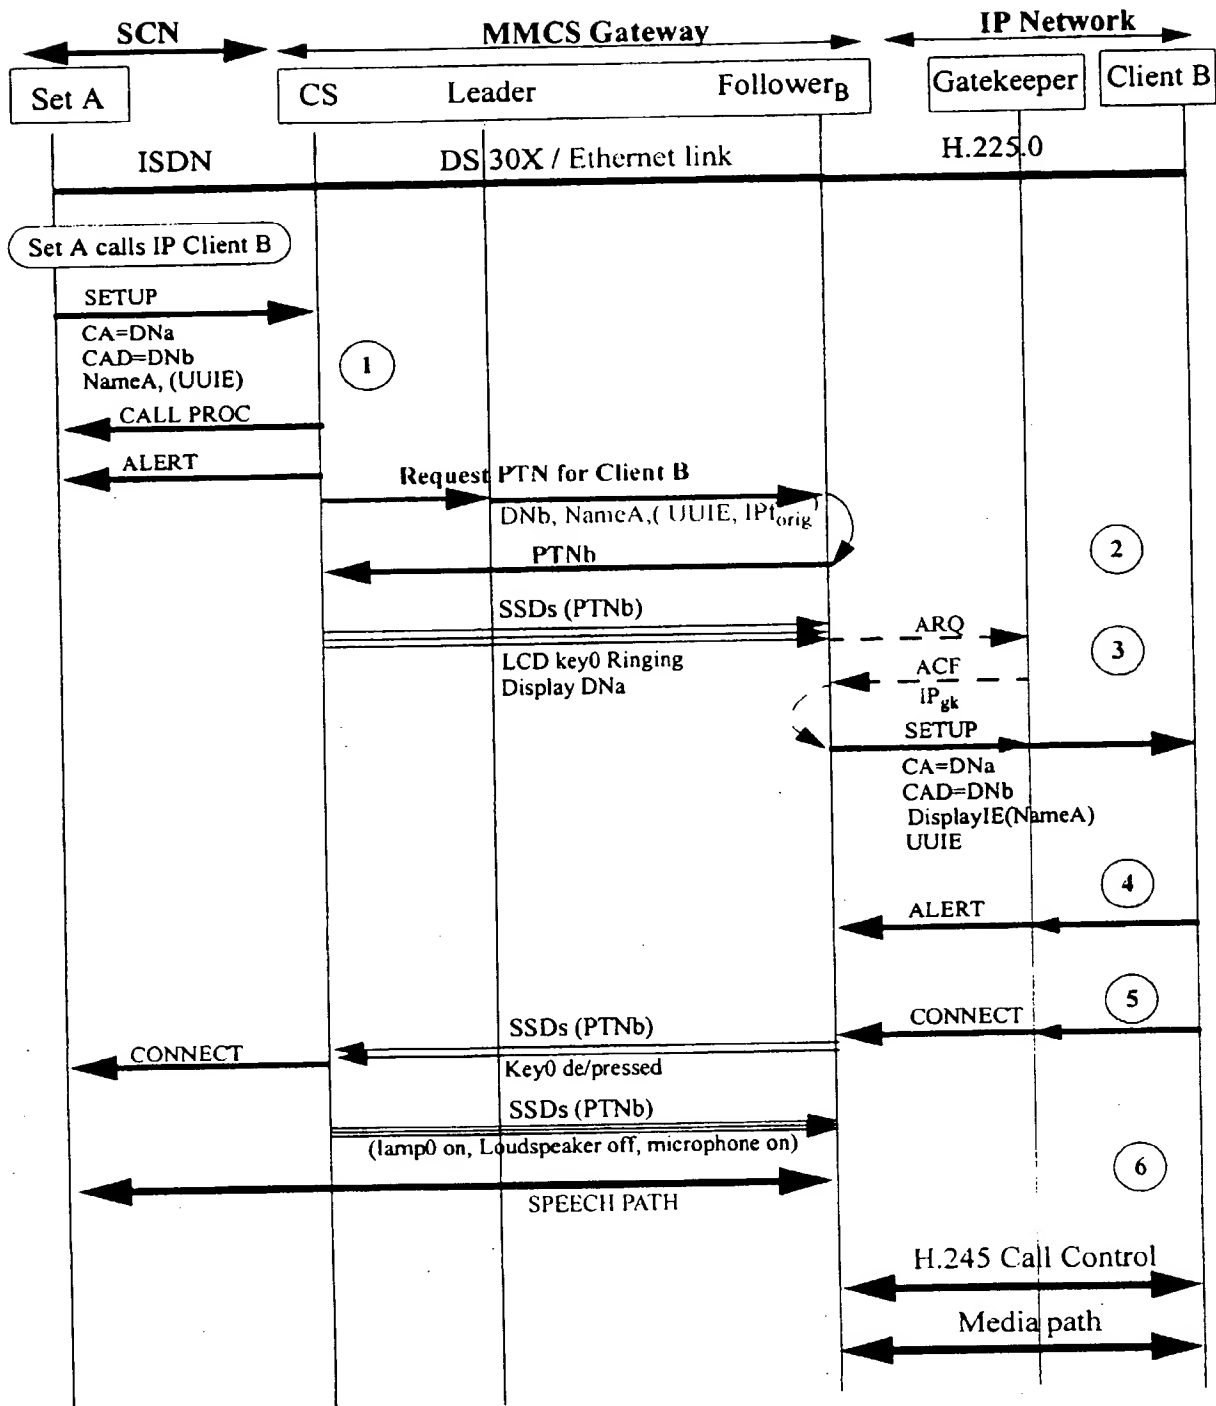 SCN MMCS Gateway IP Network
Set A CS Leader FollowerB Gatekeeper Client B
ISDN DS 30X / Ethernet link H.225.0
Set A calls IP Client B
SETUP
CA=DNa
CAD=DNb
NameA, (UUIE)
1
CALL PROC
ALERT
Request PTN for Client B
DNb, NameA,( UUIE, IPtorig)
PTNb
2
SSDs (PTNb)
ARQ
3
LCD key0 Ringing
Display DNa
ACF
IPgk
SETUP
CA=DNa
CAD=DNb
DisplayIE(NameA)
UUIE
4
ALERT
5
SSDs (PTNb)
CONNECT
CONNECT
Key0 de/pressed
SSDs (PTNb)
(lamp0 on, Loudspeaker off, microphone on)
6
SPEECH PATH
H.245 Call Control
Media path